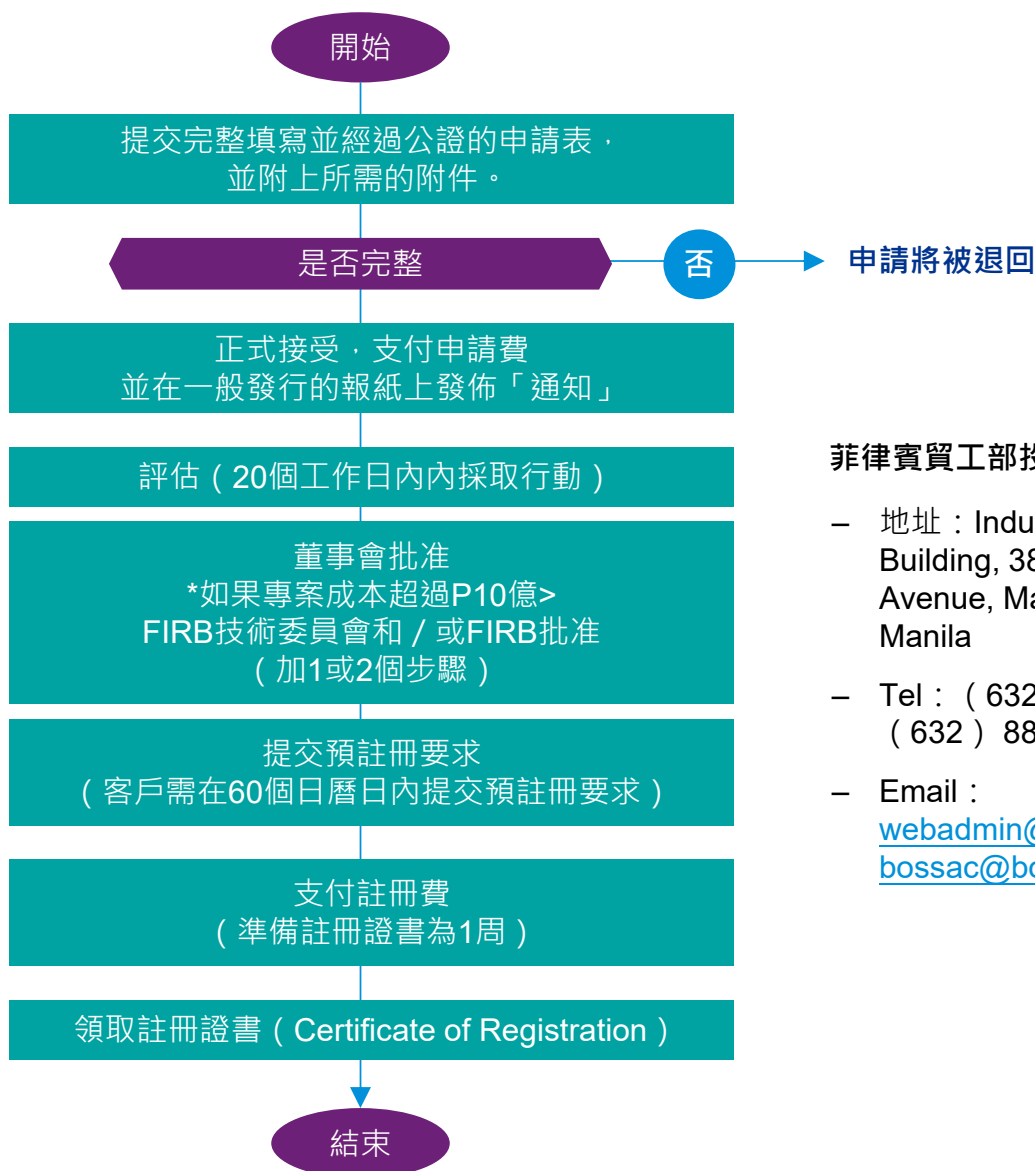 開始
提交完整填寫並經過公證的申請表，
並附上所需的附件。
是否完整
否
申請將被退回
正式接受，支付申請費
並在一般發行的報紙上發佈「通知」
評估（20個工作日內內採取行動）
董事會批准
*如果專案成本超過P10億>
FIRB技術委員會和／或FIRB批准
（加1或2個步驟）
提交預註冊要求
（客戶需在60個日曆日內提交預註冊要求）
支付註冊費
（準備註冊證書為1周）
領取註冊證書（Certificate of Registration）
結束
菲律賓貿工部
– 地址：Indu
Building, 38
Avenue, Ma
Manila
– Tel：（632
（632） 88
– Email：
webadmin@
bossac@bo